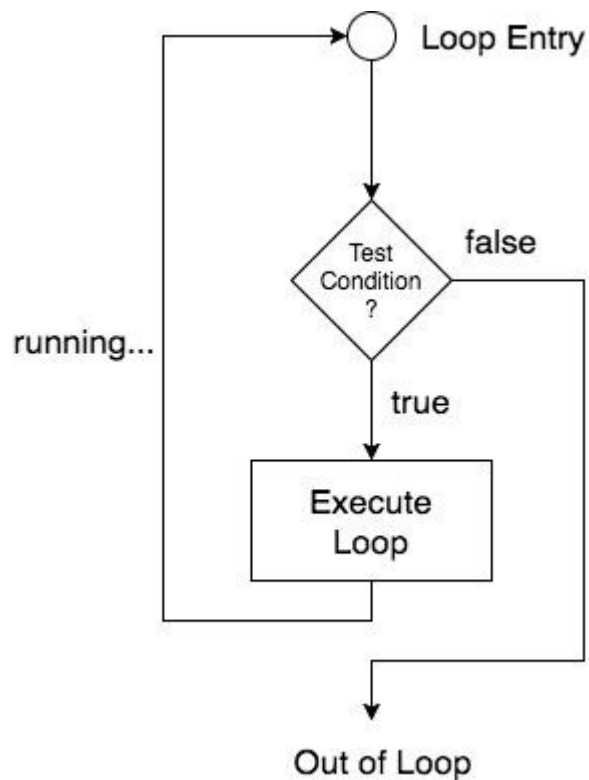 Loop Entry
Test
Condition
?
false
running...
true
Execute
Loop
Out of Loop